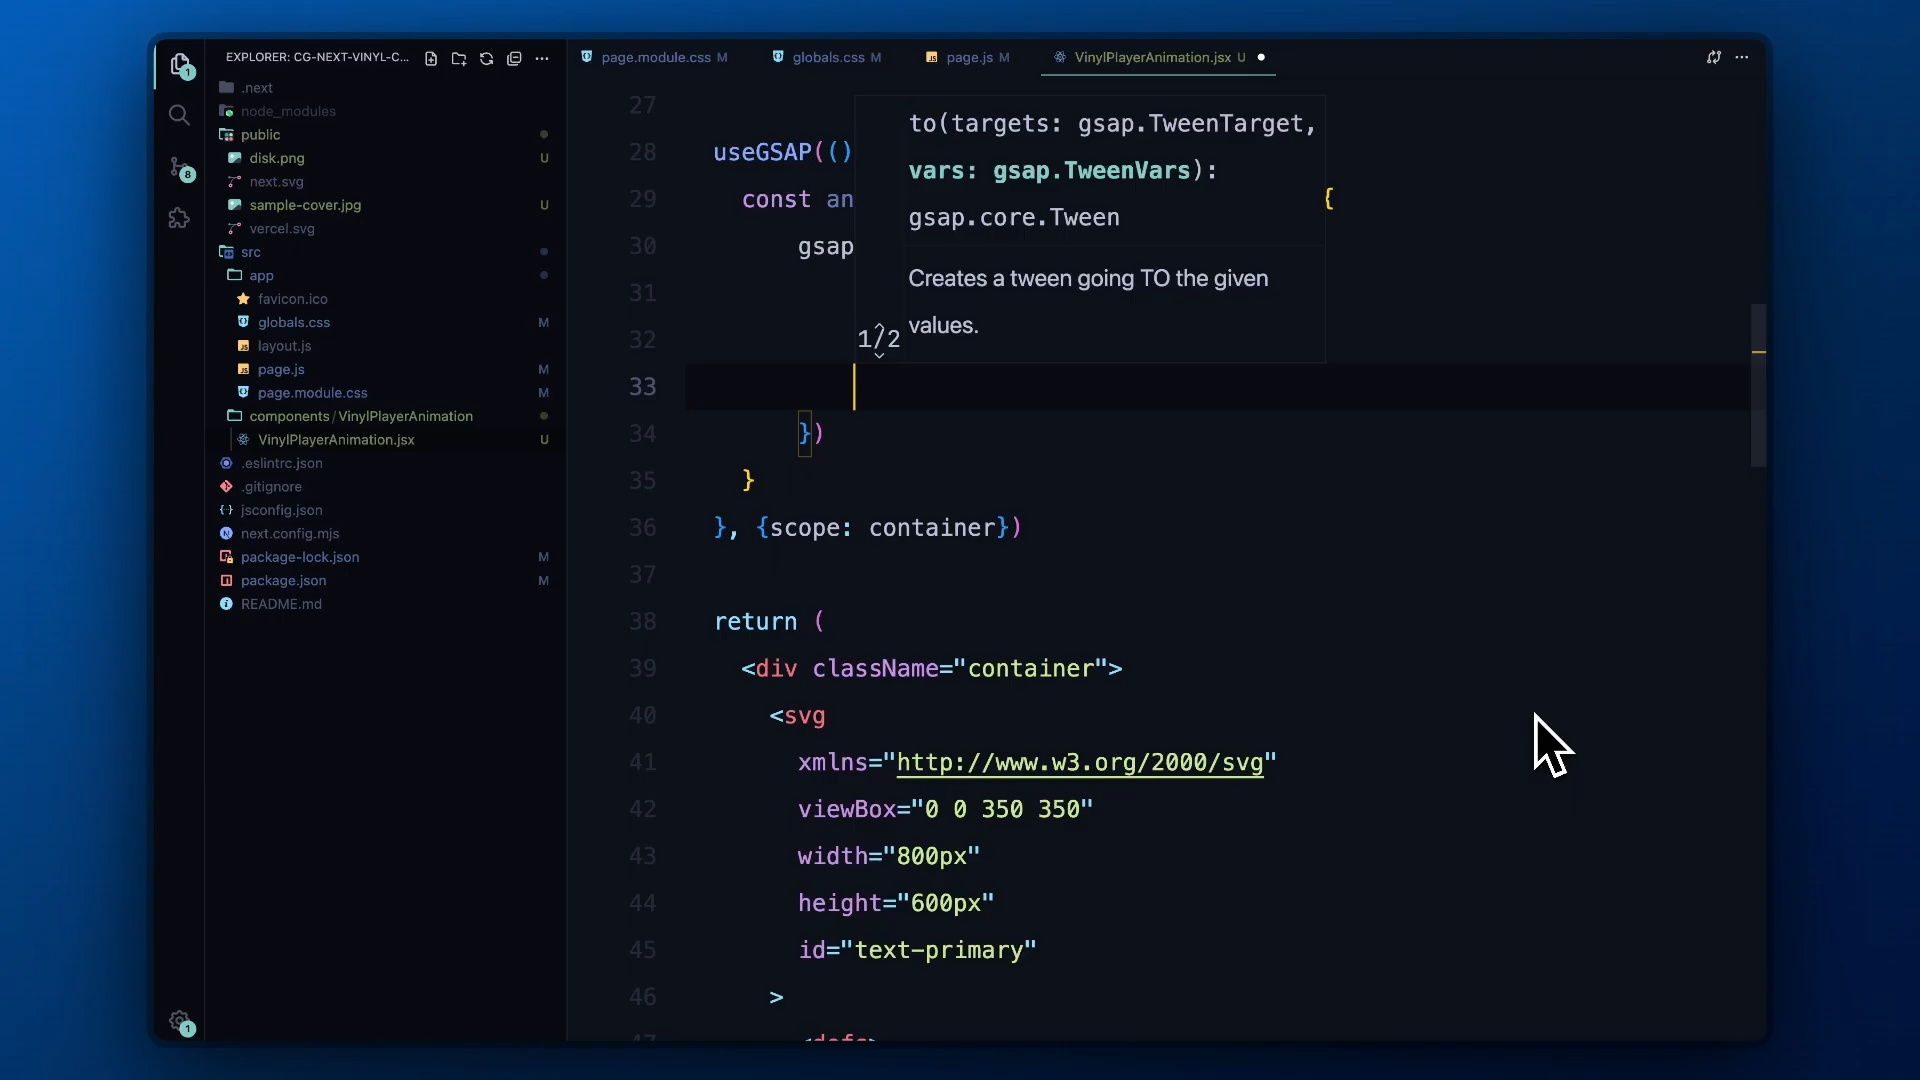 EXPLORER: CG-NEXT-VINYL-C...
.next
node_modules
public
disk.png U
next.svg
sample-cover.jpg U
vercel.svg
src
app
favicon.ico
globals.css M
layout.js
page.js M
page.module.css M
components / VinylPlayerAnimation
VinylPlayerAnimation.jsx U
.eslintrc.json
.gitignore
jsconfig.json
next.config.mjs
package-lock.json M
package.json M
README.md
1
8
1
page.module.css M
globals.css M
page.js M
VinylPlayerAnimation.jsx U
27
28 useGSAP(()
29 const an {
30 gsap
31
32
33
34 })
35 }
36 }, {scope: container})
37
38 return (
39 <div className="container">
40 <svg
41 xmlns="http://www.w3.org/2000/svg"
42 viewBox="0 0 350 350"
43 width="800px"
44 height="600px"
45 id="text-primary"
46 >
to(targets: gsap.TweenTarget,
vars: gsap.TweenVars):
gsap.core.Tween
Creates a tween going TO the given
values.
1/2